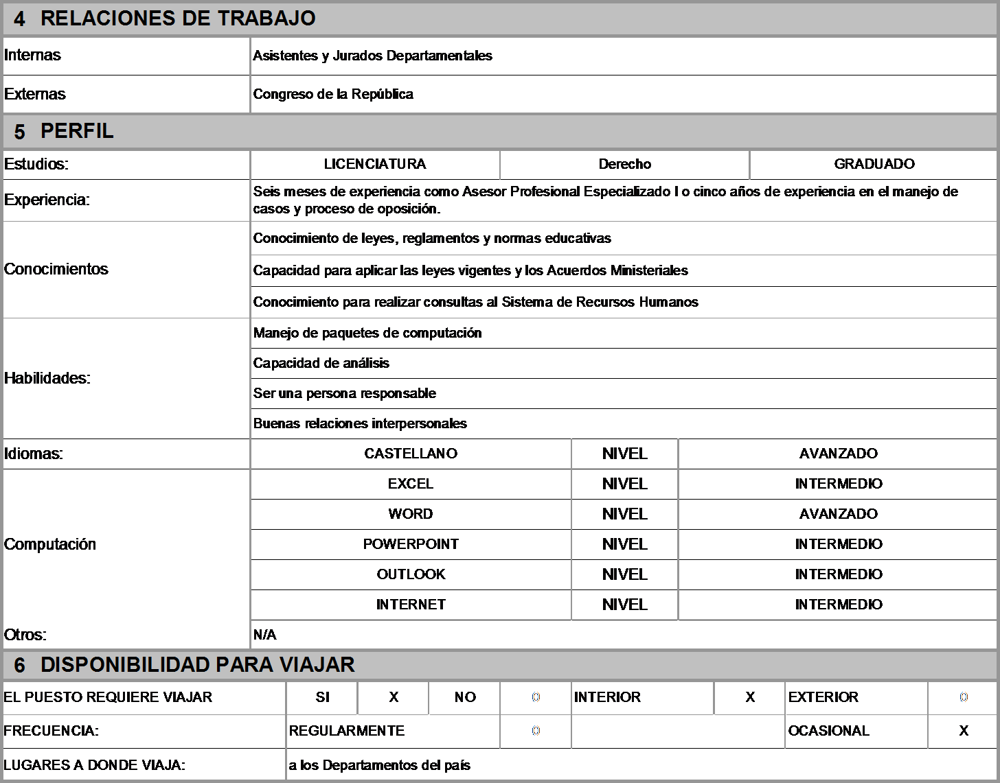 4 RELACIONES DE TRABAJO
Internas Asistentes y Jurados Departamentales
Externas Congreso de la República
5 PERFIL
Estudios: LICENCIATURA Derecho GRADUADO
Experiencia: Seis meses de experiencia como Asesor Profesional Especializado I o cinco años de experiencia en el manejo de
casos y proceso de oposición.
Conocimientos
Conocimiento de leyes, reglamentos y normas educativas
Capacidad para aplicar las leyes vigentes y los Acuerdos Ministeriales
Conocimiento para realizar consultas al Sistema de Recursos Humanos
Habilidades:
Manejo de paquetes de computación
Capacidad de análisis
Ser una persona responsable
Buenas relaciones interpersonales
Idiomas: CASTELLANO NIVEL AVANZADO
Computación
EXCEL NIVEL INTERMEDIO
WORD NIVEL AVANZADO
POWERPOINT NIVEL INTERMEDIO
OUTLOOK NIVEL INTERMEDIO
INTERNET NIVEL INTERMEDIO
Otros: N/A
6 DISPONIBILIDAD PARA VIAJAR
EL PUESTO REQUIERE VIAJAR SI X NO 0 INTERIOR X EXTERIOR 0
FRECUENCIA: REGULARMENTE 0 OCASIONAL X
LUGARES A DONDE VIAJA: a los Departamentos del país